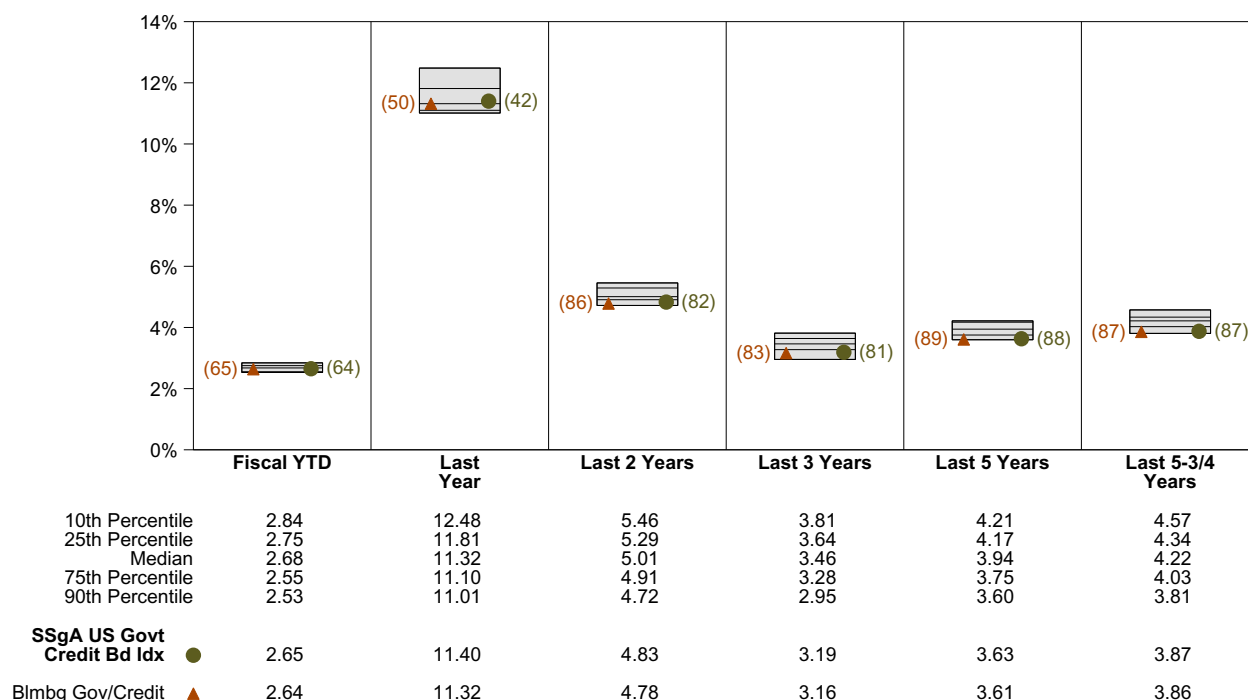 14%
12%
10%
8%
6%
4%
2%
0%
(65) (64)
(50) (42)
(86) (82)
(83) (81)
(89) (88)
(87) (87)
Fiscal YTD Last Year Last 2 Years Last 3 Years Last 5 Years Last 5-3/4 Years
10th Percentile 2.84 12.48 5.46 3.81 4.21 4.57
25th Percentile 2.75 11.81 5.29 3.64 4.17 4.34
Median 2.68 11.32 5.01 3.46 3.94 4.22
75th Percentile 2.55 11.10 4.91 3.28 3.75 4.03
90th Percentile 2.53 11.01 4.72 2.95 3.60 3.81
SSgA US Govt
Credit Bd Idx 2.65 11.40 4.83 3.19 3.63 3.87
Blmbg Gov/Credit 2.64 11.32 4.78 3.16 3.61 3.86